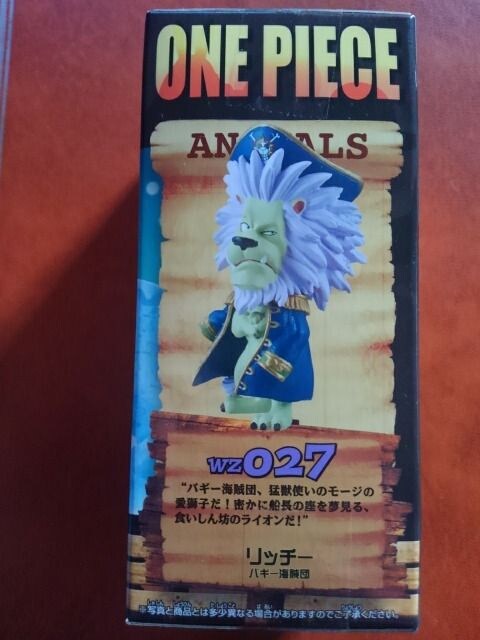 ONE PIECE
AN ALS
WZ027
“バギー海賊団、猛獣使いのモージの
愛獅子だ！密かに船長の座を夢見る、
食いしん坊のライオンだ！”
リッチー
バギー海賊団
※写真と商品とは多少異なる場合がありますのでご了承ください。